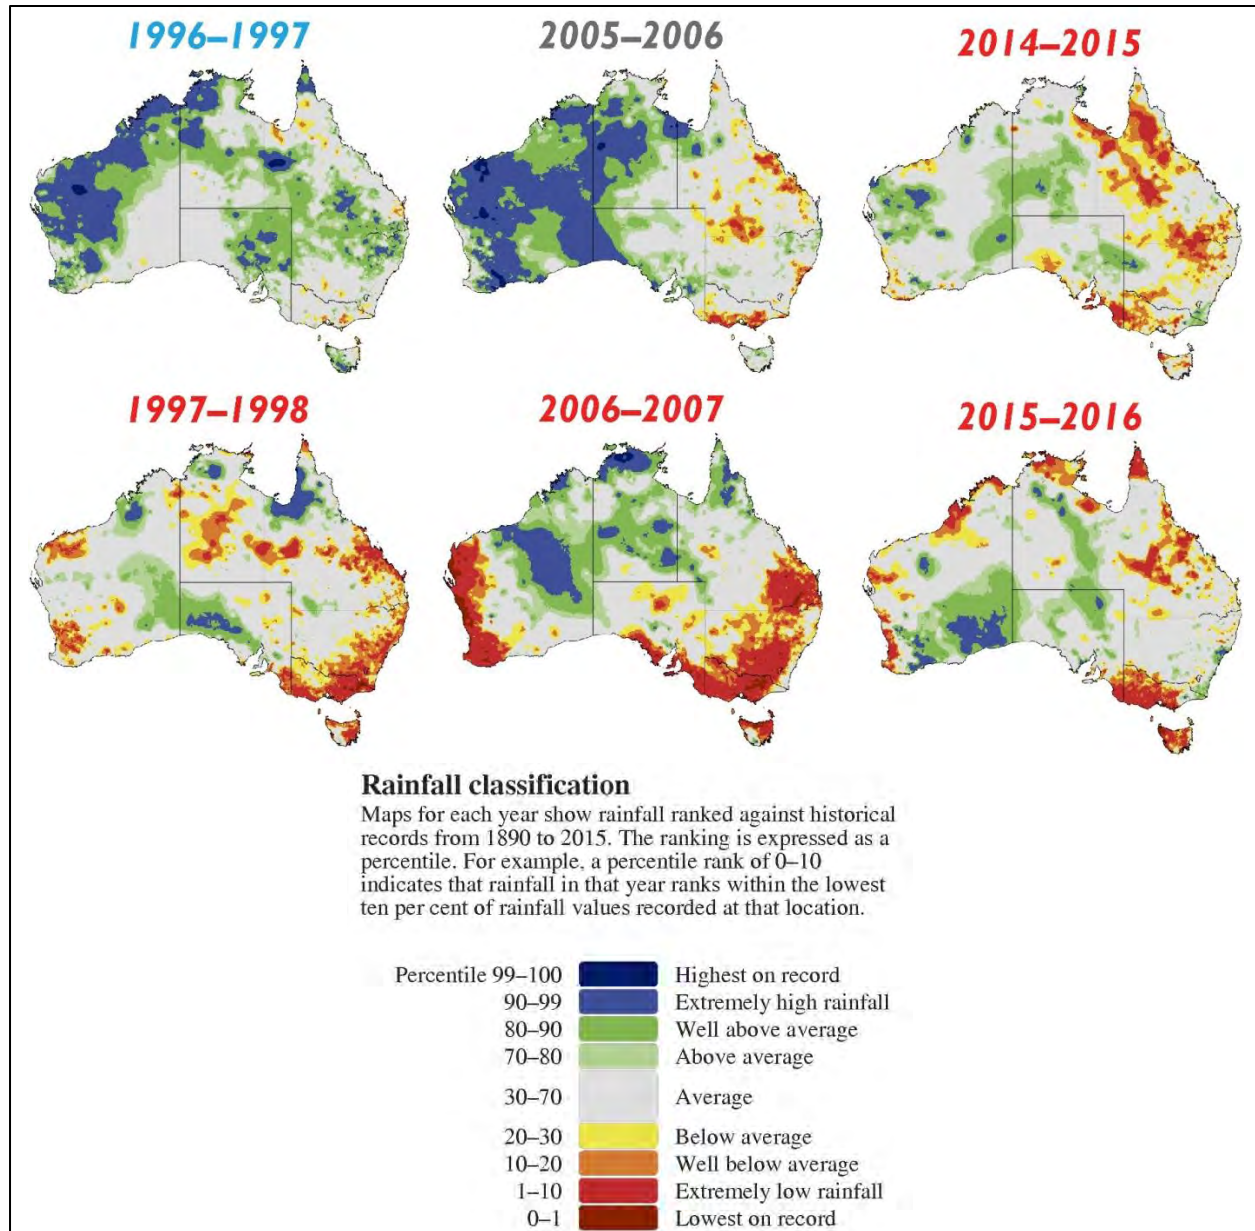 1996–1997
2005–2006
2014–2015
1997–1998
2006–2007
2015–2016
Rainfall classification
Maps for each year show rainfall ranked against historical
records from 1890 to 2015. The ranking is expressed as a
percentile. For example, a percentile rank of 0–10
indicates that rainfall in that year ranks within the lowest
ten per cent of rainfall values recorded at that location.
Percentile 99–100 Highest on record
90–99 Extremely high rainfall
80–90 Well above average
70–80 Above average
30–70 Average
20–30 Below average
10–20 Well below average
1–10 Extremely low rainfall
0–1 Lowest on record